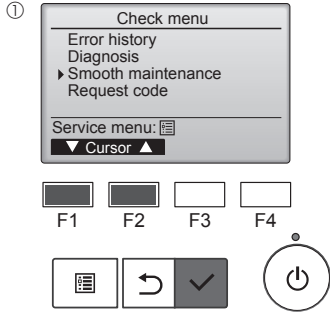 ①
Check menu
Error history
Diagnosis
Smooth maintenance
Request code
Service menu:
▼ Cursor ▲
F1 F2 F3 F4